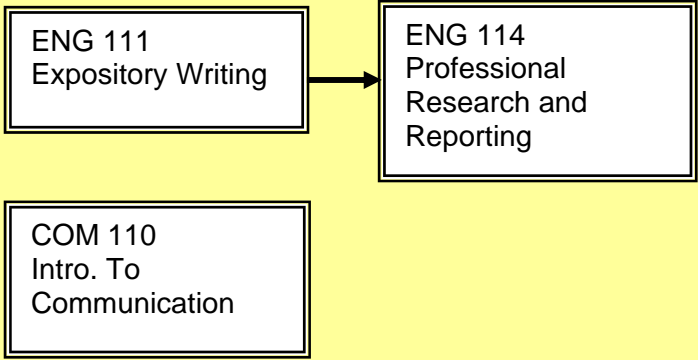 ENG 111
Expository Writing
ENG 114
Professional
Research and
Reporting
COM 110
Intro. To
Communication